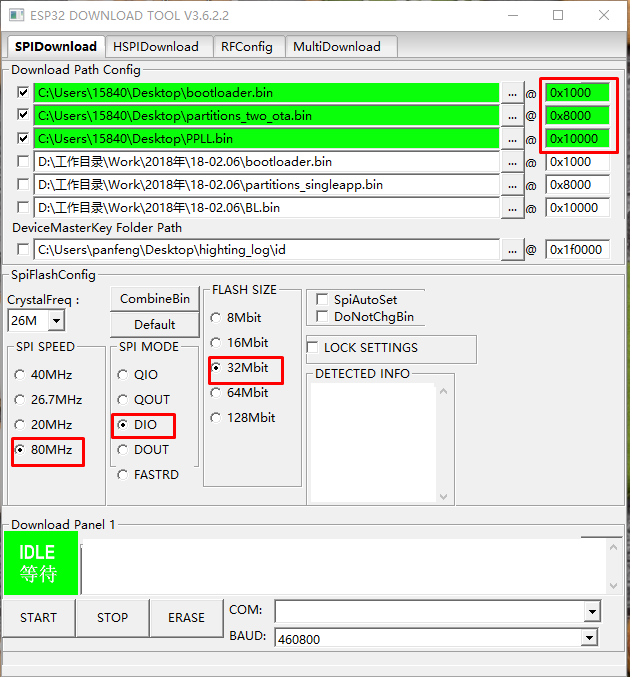 ESP32 DOWNLOAD TOOL V3.6.2.2
SPIDownload HSPIDownload RFConfig MultiDownload
Download Path Config
C:\Users\15840\Desktop\bootloader.bin ... @ 0x1000
C:\Users\15840\Desktop\partitions_two_ota.bin ... @ 0x8000
C:\Users\15840\Desktop\PPLL.bin ... @ 0x10000
D:\工作目录\Work\2018年\18-02.06\bootloader.bin ... @ 0x1000
D:\工作目录\Work\2018年\18-02.06\partitions_singleapp.bin ... @ 0x8000
D:\工作目录\Work\2018年\18-02.06\BL.bin ... @ 0x10000
DeviceMasterKey Folder Path
C:\Users\panfeng\Desktop\highting_log\id ... @ 0x1f0000
SpiFlashConfig
CrystalFreq :
26M
CombineBin
Default
SPI SPEED
40MHz
26.7MHz
20MHz
80MHz
SPI MODE
QIO
QOUT
DIO
DOUT
FASTRD
FLASH SIZE
8Mbit
16Mbit
32Mbit
64Mbit
128Mbit
SpiAutoSet
DoNotChgBin
LOCK SETTINGS
DETECTED INFO
Download Panel 1
IDLE
等待
START STOP ERASE
COM:
BAUD: 460800